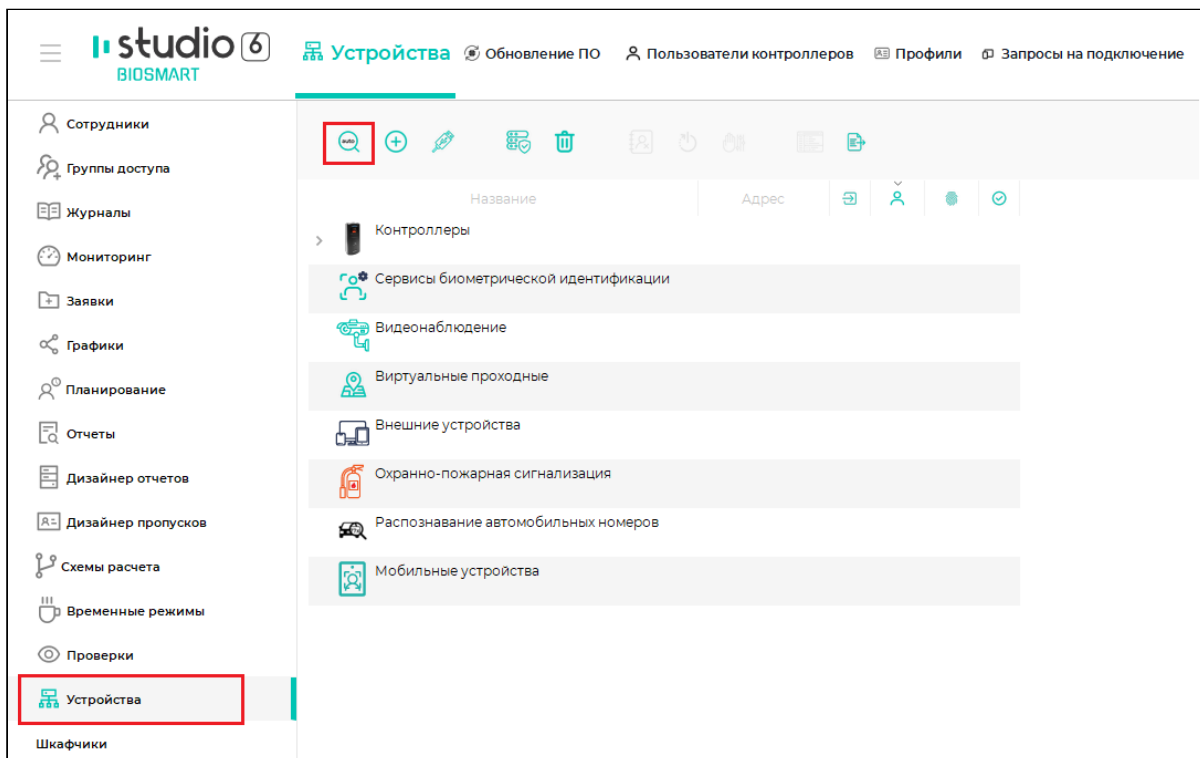 studio 6
BIOSMART
Устройства
Обновление ПО
Пользователи контроллеров
Профили
Запросы на подключение
Сотрудники
Группы доступа
Журналы
Мониторинг
Заявки
Графики
Планирование
Отчеты
Дизайнер отчетов
Дизайнер пропусков
Схемы расчета
Временные режимы
Проверки
Устройства
Шкафчики
auto
Название
Адрес
Контроллеры
Сервисы биометрической идентификации
Видеонаблюдение
Виртуальные проходные
Внешние устройства
Охранно-пожарная сигнализация
Распознавание автомобильных номеров
Мобильные устройства